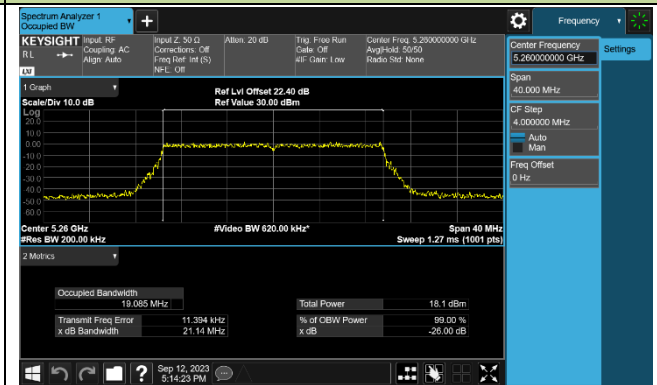 Spectrum Analyzer 1
Occupied BW
Frequency
KEYSIGHT
RL
LXI
Input: RF
Coupling: AC
Align: Auto
Input Z: 50 Ω
Corrections: Off
Freq Ref: Int (S)
NFE: Off
Atten: 20 dB
Trig: Free Run
Gate: Off
#IF Gain: Low
Center Freq: 5.260000000 GHz
Avg|Hold: 50/50
Radio Std: None
Center Frequency
5.260000000 GHz
Settings
Span
40.000 MHz
CF Step
4.000000 MHz
Auto
Man
Freq Offset
0 Hz
1 Graph
Scale/Div 10.0 dB
Ref Lvl Offset 22.40 dB
Ref Value 30.00 dBm
Log
20.0
10.0
0.00
-10.0
-20.0
-30.0
-40.0
-50.0
-60.0
Center 5.26 GHz
#Res BW 200.00 kHz
#Video BW 620.00 kHz*
Span 40 MHz
Sweep 1.27 ms (1001 pts)
2 Metrics
Occupied Bandwidth
19.085 MHz
Total Power 18.1 dBm
Transmit Freq Error 11.394 kHz
% of OBW Power 99.00 %
x dB Bandwidth 21.14 MHz
x dB -26.00 dB
?
Sep 12, 2023
5:14:23 PM